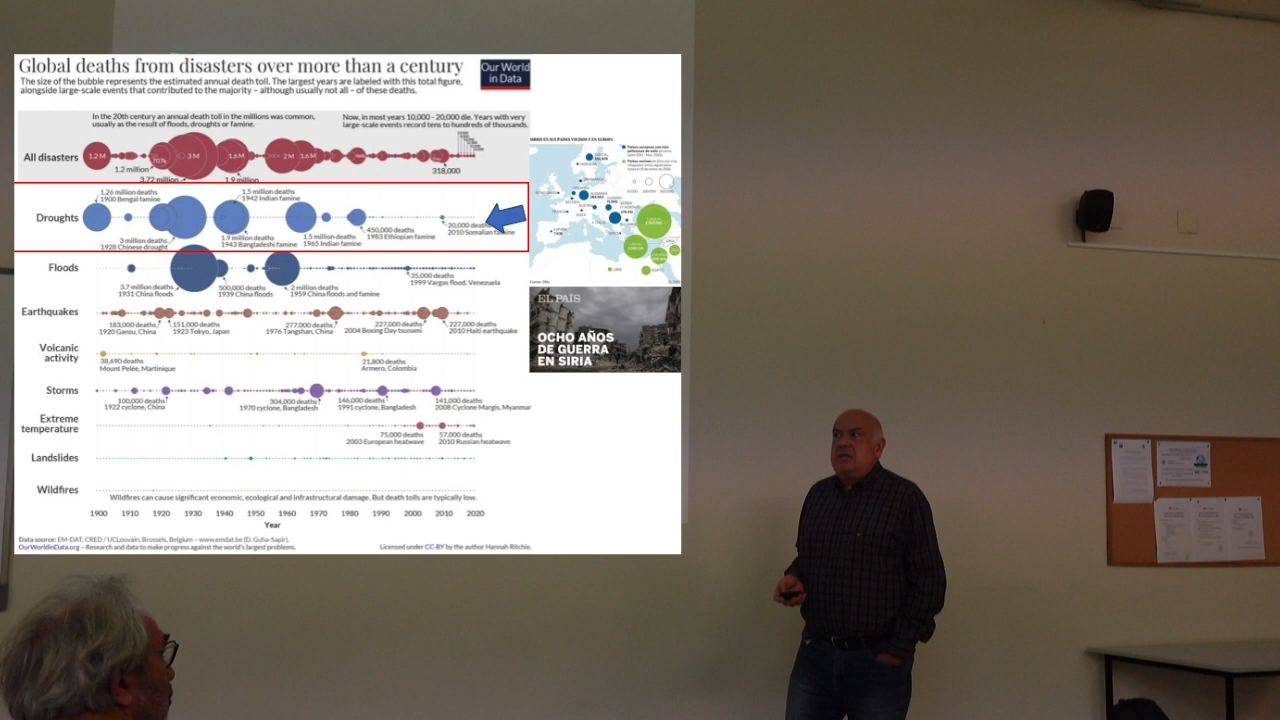 Global deaths from disasters over more than a century
The size of the bubble represents the estimated annual death toll. The largest years are labeled with this total figure,
alongside large-scale events that contributed to the majority – although usually not all – of these deaths.
Our World
in Data
In the 20th century an annual death toll in the millions was common,
usually as the result of floods, droughts or famine.
Now, in most years 10,000 - 20,000 die. Years with very
large-scale events record tens to hundreds of thousands.
All disasters
1.2 M
707k
3 M
1.6 M
2 M
1.6 M
1.2 million
3.72 million
1.9 million
318,000
Droughts
1.26 million deaths
1900 Bengal famine
3 million deaths
1928 Chinese drought
1.5 million deaths
1942 Indian famine
1.9 million deaths
1943 Bangladeshi famine
1.5 million deaths
1965 Indian famine
450,000 deaths
1983 Ethiopian famine
20,000 deaths
2010 Somalian famine
Floods
3.7 million deaths
1931 China floods
500,000 deaths
1939 China floods
2 million deaths
1959 China floods and famine
35,000 deaths
1999 Vargas flood, Venezuela
Earthquakes
183,000 deaths
1920 Gansu, China
151,000 deaths
1923 Tokyo, Japan
277,000 deaths
1976 Tangshan, China
227,000 deaths
2004 Boxing Day tsunami
227,000 deaths
2010 Haiti earthquake
Volcanic
activity
38,690 deaths
Mount Pelée, Martinique
21,800 deaths
Armero, Colombia
Storms
100,000 deaths
1922 cyclone, China
304,000 deaths
1970 cyclone, Bangladesh
146,000 deaths
1991 cyclone, Bangladesh
141,000 deaths
2008 Cyclone Margis, Myanmar
Extreme
temperature
75,000 deaths
2003 European heatwave
57,000 deaths
2010 Russian heatwave
Landslides
Wildfires
Wildfires can cause significant economic, ecological and infrastructural damage. But death tolls are typically low.
1900 1910 1920 1930 1940 1950 1960 1970 1980 1990 2000 2010 2020
Year
Data source: EM-DAT, CRED / UCLouvain, Brussels, Belgium – www.emdat.be (D. Guha-Sapir).
OurWorldinData.org – Research and data to make progress against the world's largest problems.
Licensed under CC-BY by the author Hannah Ritchie.
EL PAÍS
OCHO AÑOS
DE GUERRA
EN SIRIA